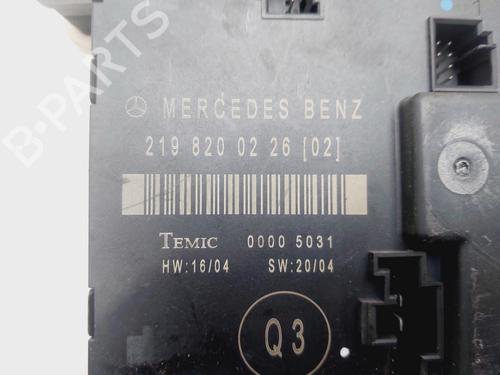 B-PARTS
MERCEDES BENZ
219 820 02 26 [02]
TEMIC 0000 5031
HW:16/04 SW:20/04
Q3